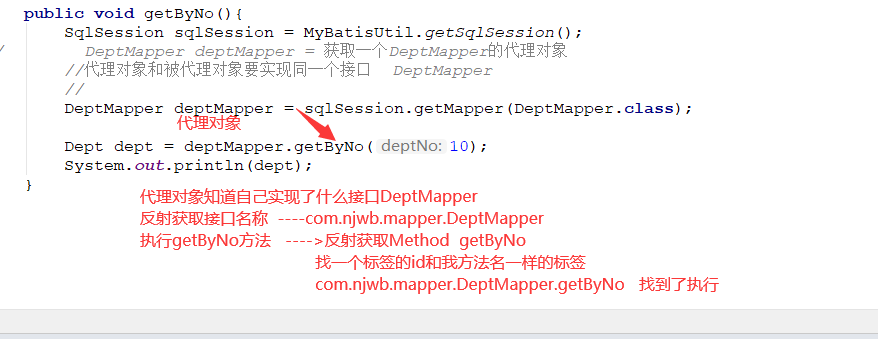 public void getByNo(){
SqlSession sqlSession = MyBatisUtil.getSqlSession();
/ DeptMapper deptMapper = 获取一个DeptMapper的代理对象
//代理对象和被代理对象要实现同一个接口 DeptMapper
//
DeptMapper deptMapper = sqlSession.getMapper(DeptMapper.class);
代理对象
Dept dept = deptMapper.getByNo( deptNo: 10);
System.out.println(dept);
}
代理对象知道自己实现了什么接口DeptMapper
反射获取接口名称 ----com.njwb.mapper.DeptMapper
执行getByNo方法 ---->反射获取Method getByNo
找一个标签的id和我方法名一样的标签
com.njwb.mapper.DeptMapper.getByNo 找到了执行